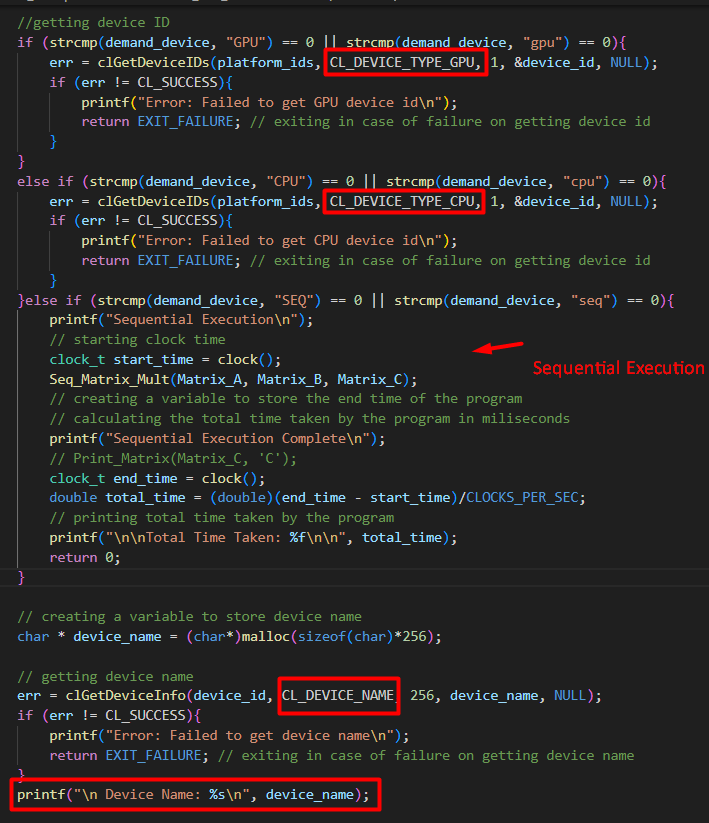 //getting device ID
if (strcmp(demand_device, "GPU") == 0 || strcmp(demand_device, "gpu") == 0){
    err = clGetDeviceIDs(platform_ids, CL_DEVICE_TYPE_GPU, 1, &device_id, NULL);
    if (err != CL_SUCCESS){
        printf("Error: Failed to get GPU device id\n");
        return EXIT_FAILURE; // exiting in case of failure on getting device id
    }
}
else if (strcmp(demand_device, "CPU") == 0 || strcmp(demand_device, "cpu") == 0){
    err = clGetDeviceIDs(platform_ids, CL_DEVICE_TYPE_CPU, 1, &device_id, NULL);
    if (err != CL_SUCCESS){
        printf("Error: Failed to get CPU device id\n");
        return EXIT_FAILURE; // exiting in case of failure on getting device id
    }
}else if (strcmp(demand_device, "SEQ") == 0 || strcmp(demand_device, "seq") == 0){
    printf("Sequential Execution\n");
    // starting clock time
    clock_t start_time = clock();
Sequential Execution
    Seq_Matrix_Mult(Matrix_A, Matrix_B, Matrix_C);
    // creating a variable to store the end time of the program
    // calculating the total time taken by the program in miliseconds
    printf("Sequential Execution Complete\n");
    // Print_Matrix(Matrix_C, 'C');
    clock_t end_time = clock();
    double total_time = (double)(end_time - start_time)/CLOCKS_PER_SEC;
    // printing total time taken by the program
    printf("\n\nTotal Time Taken: %f\n\n", total_time);
    return 0;
}
// creating a variable to store device name
char * device_name = (char*)malloc(sizeof(char)*256);
// getting device name
err = clGetDeviceInfo(device_id, CL_DEVICE_NAME, 256, device_name, NULL);
if (err != CL_SUCCESS){
    printf("Error: Failed to get device name\n");
    return EXIT_FAILURE; // exiting in case of failure on getting device name
}
printf("\n Device Name: %s\n", device_name);